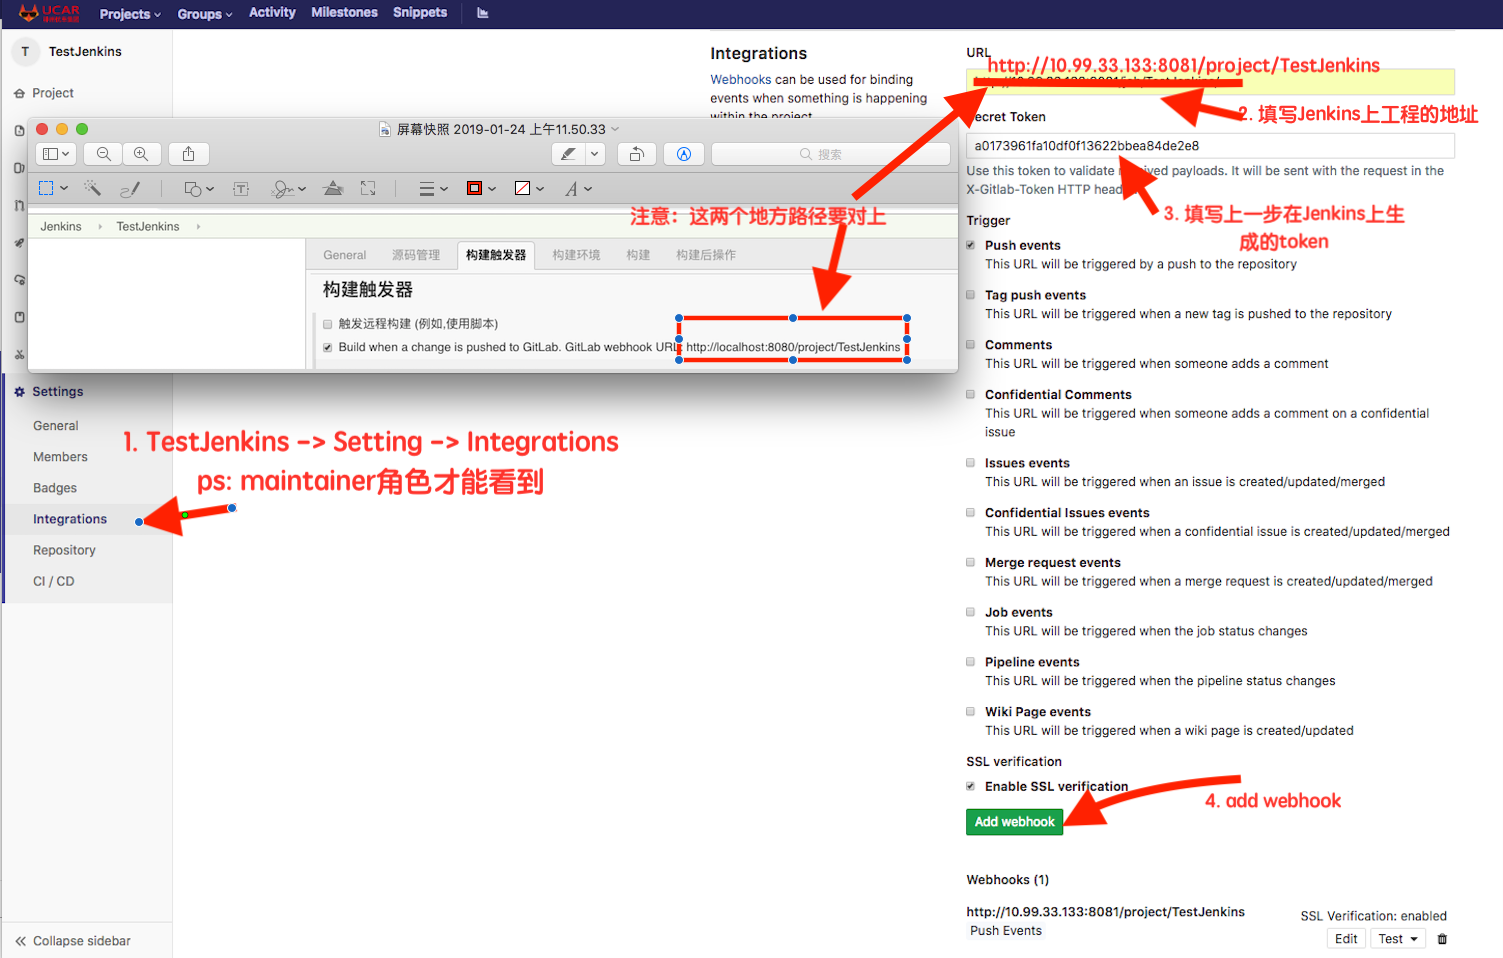 UCAR
Projects Groups Activity Milestones Snippets
T TestJenkins
Project
Settings
General
Members
Badges
Integrations
Repository
CI / CD
Collapse sidebar
Integrations
Webhooks can be used for binding
events when something is happening
within the project.
屏幕快照 2019-01-24 上午11.50.33
搜索
注意：这两个地方路径要对上
Jenkins TestJenkins
General 源码管理 构建触发器 构建环境 构建 构建后操作
构建触发器
触发远程构建 (例如,使用脚本)
Build when a change is pushed to GitLab. GitLab webhook URL: http://localhost:8080/project/TestJenkins
1. TestJenkins -> Setting -> Integrations
ps: maintainer角色才能看到
URL
http://10.99.33.133:8081/project/TestJenkins
2. 填写Jenkins上工程的地址
Secret Token
a0173961fa10df0f13622bbea84de2e8
Use this token to validate received payloads. It will be sent with the request in the
X-Gitlab-Token HTTP header.
3. 填写上一步在Jenkins上生
成的token
Trigger
Push events
This URL will be triggered by a push to the repository
Tag push events
This URL will be triggered when a new tag is pushed to the repository
Comments
This URL will be triggered when someone adds a comment
Confidential Comments
This URL will be triggered when someone adds a comment on a confidential
issue
Issues events
This URL will be triggered when an issue is created/updated/merged
Confidential Issues events
This URL will be triggered when a confidential issue is created/updated/merged
Merge request events
This URL will be triggered when a merge request is created/updated/merged
Job events
This URL will be triggered when the job status changes
Pipeline events
This URL will be triggered when the pipeline status changes
Wiki Page events
This URL will be triggered when a wiki page is created/updated
SSL verification
Enable SSL verification
4. add webhook
Add webhook
Webhooks (1)
http://10.99.33.133:8081/project/TestJenkins
Push Events
SSL Verification: enabled
Edit Test